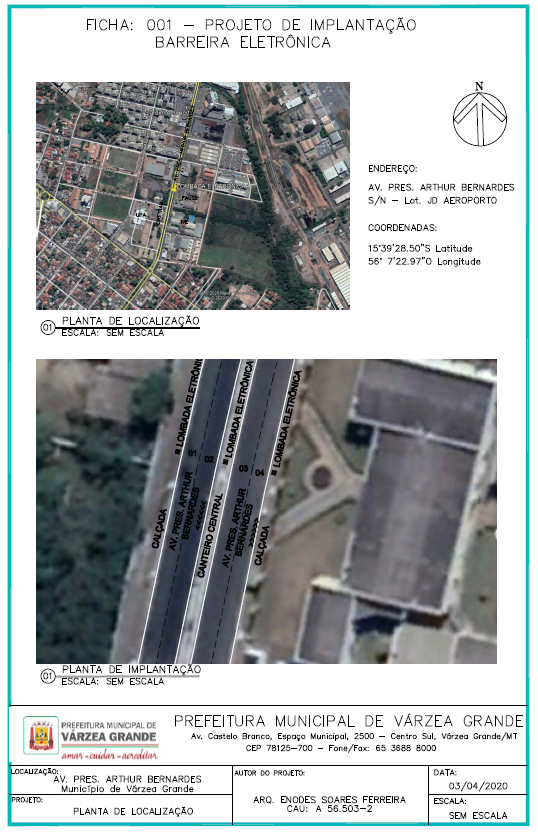 FICHA: 001 – PROJETO DE IMPLANTAÇÃO
BARREIRA ELETRÔNICA
N
ENDEREÇO:
AV. PRES. ARTHUR BERNARDES
S/N – Lot. JD AEROPORTO
COORDENADAS:
15°39'28.50"S Latitude
56° 7'22.97"O Longitude
LOMBADA ELETRÔNICA
UPA
01 PLANTA DE LOCALIZAÇÃO
ESCALA: SEM ESCALA
LOMBADA ELETRÔNICA
LOMBADA ELETRÔNICA
LOMBADA ELETRÔNICA
01
02
03
04
CALÇADA
AV. PRES. ARTHUR
BERNARDES
<<<<<<
CANTEIRO CENTRAL
AV. PRES. ARTHUR
BERNARDES
>>>>>>
CALÇADA
01 PLANTA DE IMPLANTAÇÃO
ESCALA: SEM ESCALA
PREFEITURA MUNICIPAL DE
VÁRZEA GRANDE
amar-cuidar-acreditar
PREFEITURA MUNICIPAL DE VÁRZEA GRANDE
Av. Castelo Branco, Espaço Municipal, 2500 – Centro Sul, Várzea Grande/MT
CEP 78125-700 – Fone/Fax: 65 3688 8000
LOCALIZAÇÃO:
AV. PRES. ARTHUR BERNARDES
Município de Várzea Grande
PROJETO:
PLANTA DE LOCALIZAÇÃO
AUTOR DO PROJETO:
ARQ. ENODES SOARES FERREIRA
CAU: A 56.503-2
DATA:
03/04/2020
ESCALA:
SEM ESCALA